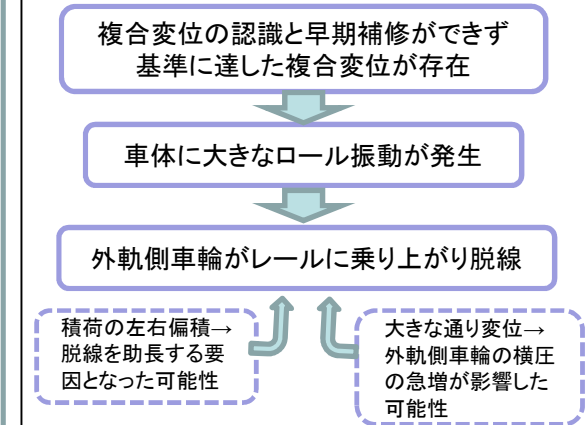 複合変位の認識と早期補修ができず
基準に達した複合変位が存在
車体に大きなロール振動が発生
外軌側車輪がレールに乗り上がり脱線
積荷の左右偏積→
脱線を助長する要
因となった可能性
大きな通り変位→
外軌側車輪の横圧
の急増が影響した
可能性